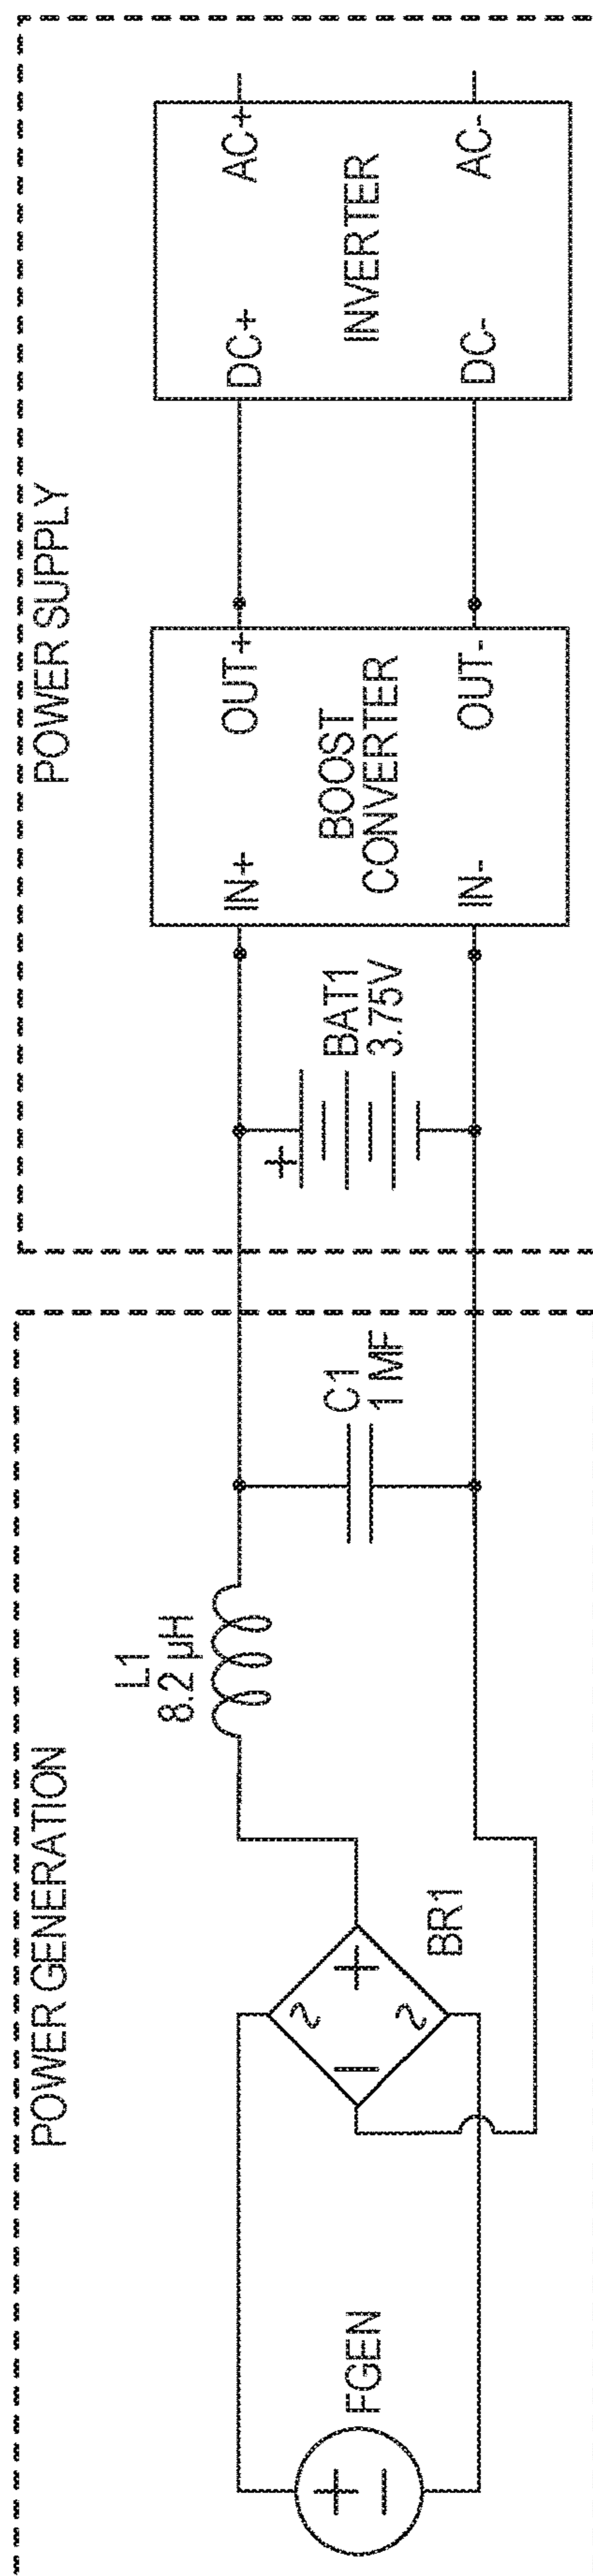 POWER GENERATION
FGEN
+
−
~
~
+
−
BR1
L1
8.2 µH
C1
1 MF
POWER SUPPLY
+
BAT1
3.75V
IN+
OUT+
BOOST
CONVERTER
IN-
OUT-
DC+
AC+
INVERTER
DC-
AC-